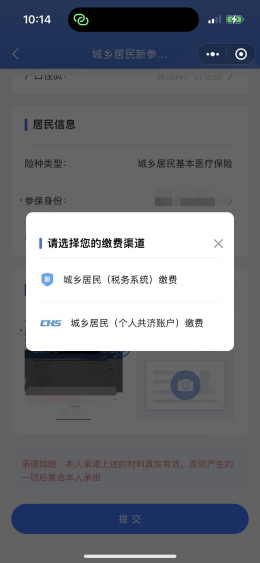 10:14
城乡居民新参...
户口性质:
居民信息
险种类型:
城乡居民基本医疗保险
* 参保身份:
请选择您的缴费渠道
税
城乡居民（税务系统）缴费
CHS
城乡居民（个人共济账户）缴费
承诺知晓：本人承诺上述的材料真实有效，否则产生的
一切后果由本人承担
提 交